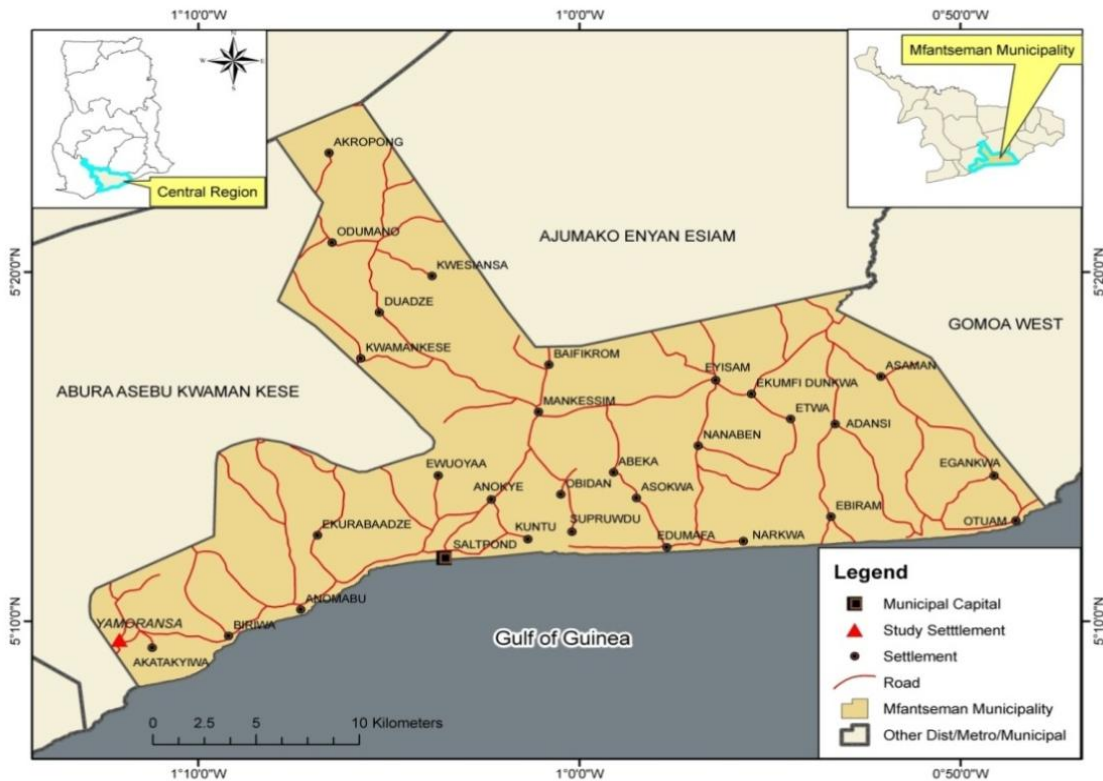 1°10'0"W
1°0'0"W
0°50'0"W
N
W
E
S
Central Region
Mfantseman Municipality
AKROPONG
ODUMANO
KWESIANSA
AJUMAKO ENYAN ESIAM
5°20'0"N
5°20'0"N
DUADZE
GOMOA WEST
KWAMANKESE
BAIFIKROM
ASAMAN
EYISAM
EKUMFI DUNKWA
ABURA ASEBU KWAMAN KESE
MANKESSIM
ETWA
ADANSI
NANABEN
EWUOYAA
ABEKA
EGANKWA
ANOKYE
OBIDAN
ASOKWA
EBIRAM
OTUAM
EKURABAADZE
KUNTU
SUPRUWDU
SALTPOND
EDUMAFA
NARKWA
ANOMABU
YAMORANSA
BIRIWA
AKATAKYIWA
5°10'0"N
5°10'0"N
Gulf of Guinea
Legend
Municipal Capital
Study Setttlement
Settlement
Road
Mfantseman Municipality
Other Dist/Metro/Municipal
0 2.5 5 10 Kilometers
1°10'0"W
1°0'0"W
0°50'0"W